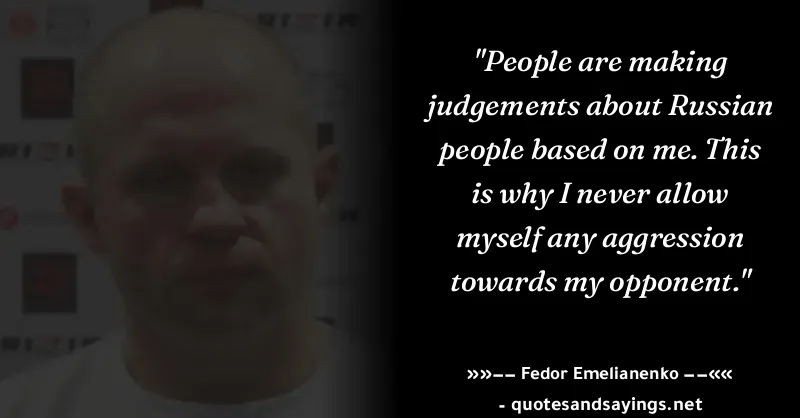 "People are making
judgements about Russian
people based on me. This
is why I never allow
myself any aggression
towards my opponent."
»»–– Fedor Emelianenko ––««
- quotesandsayings.net